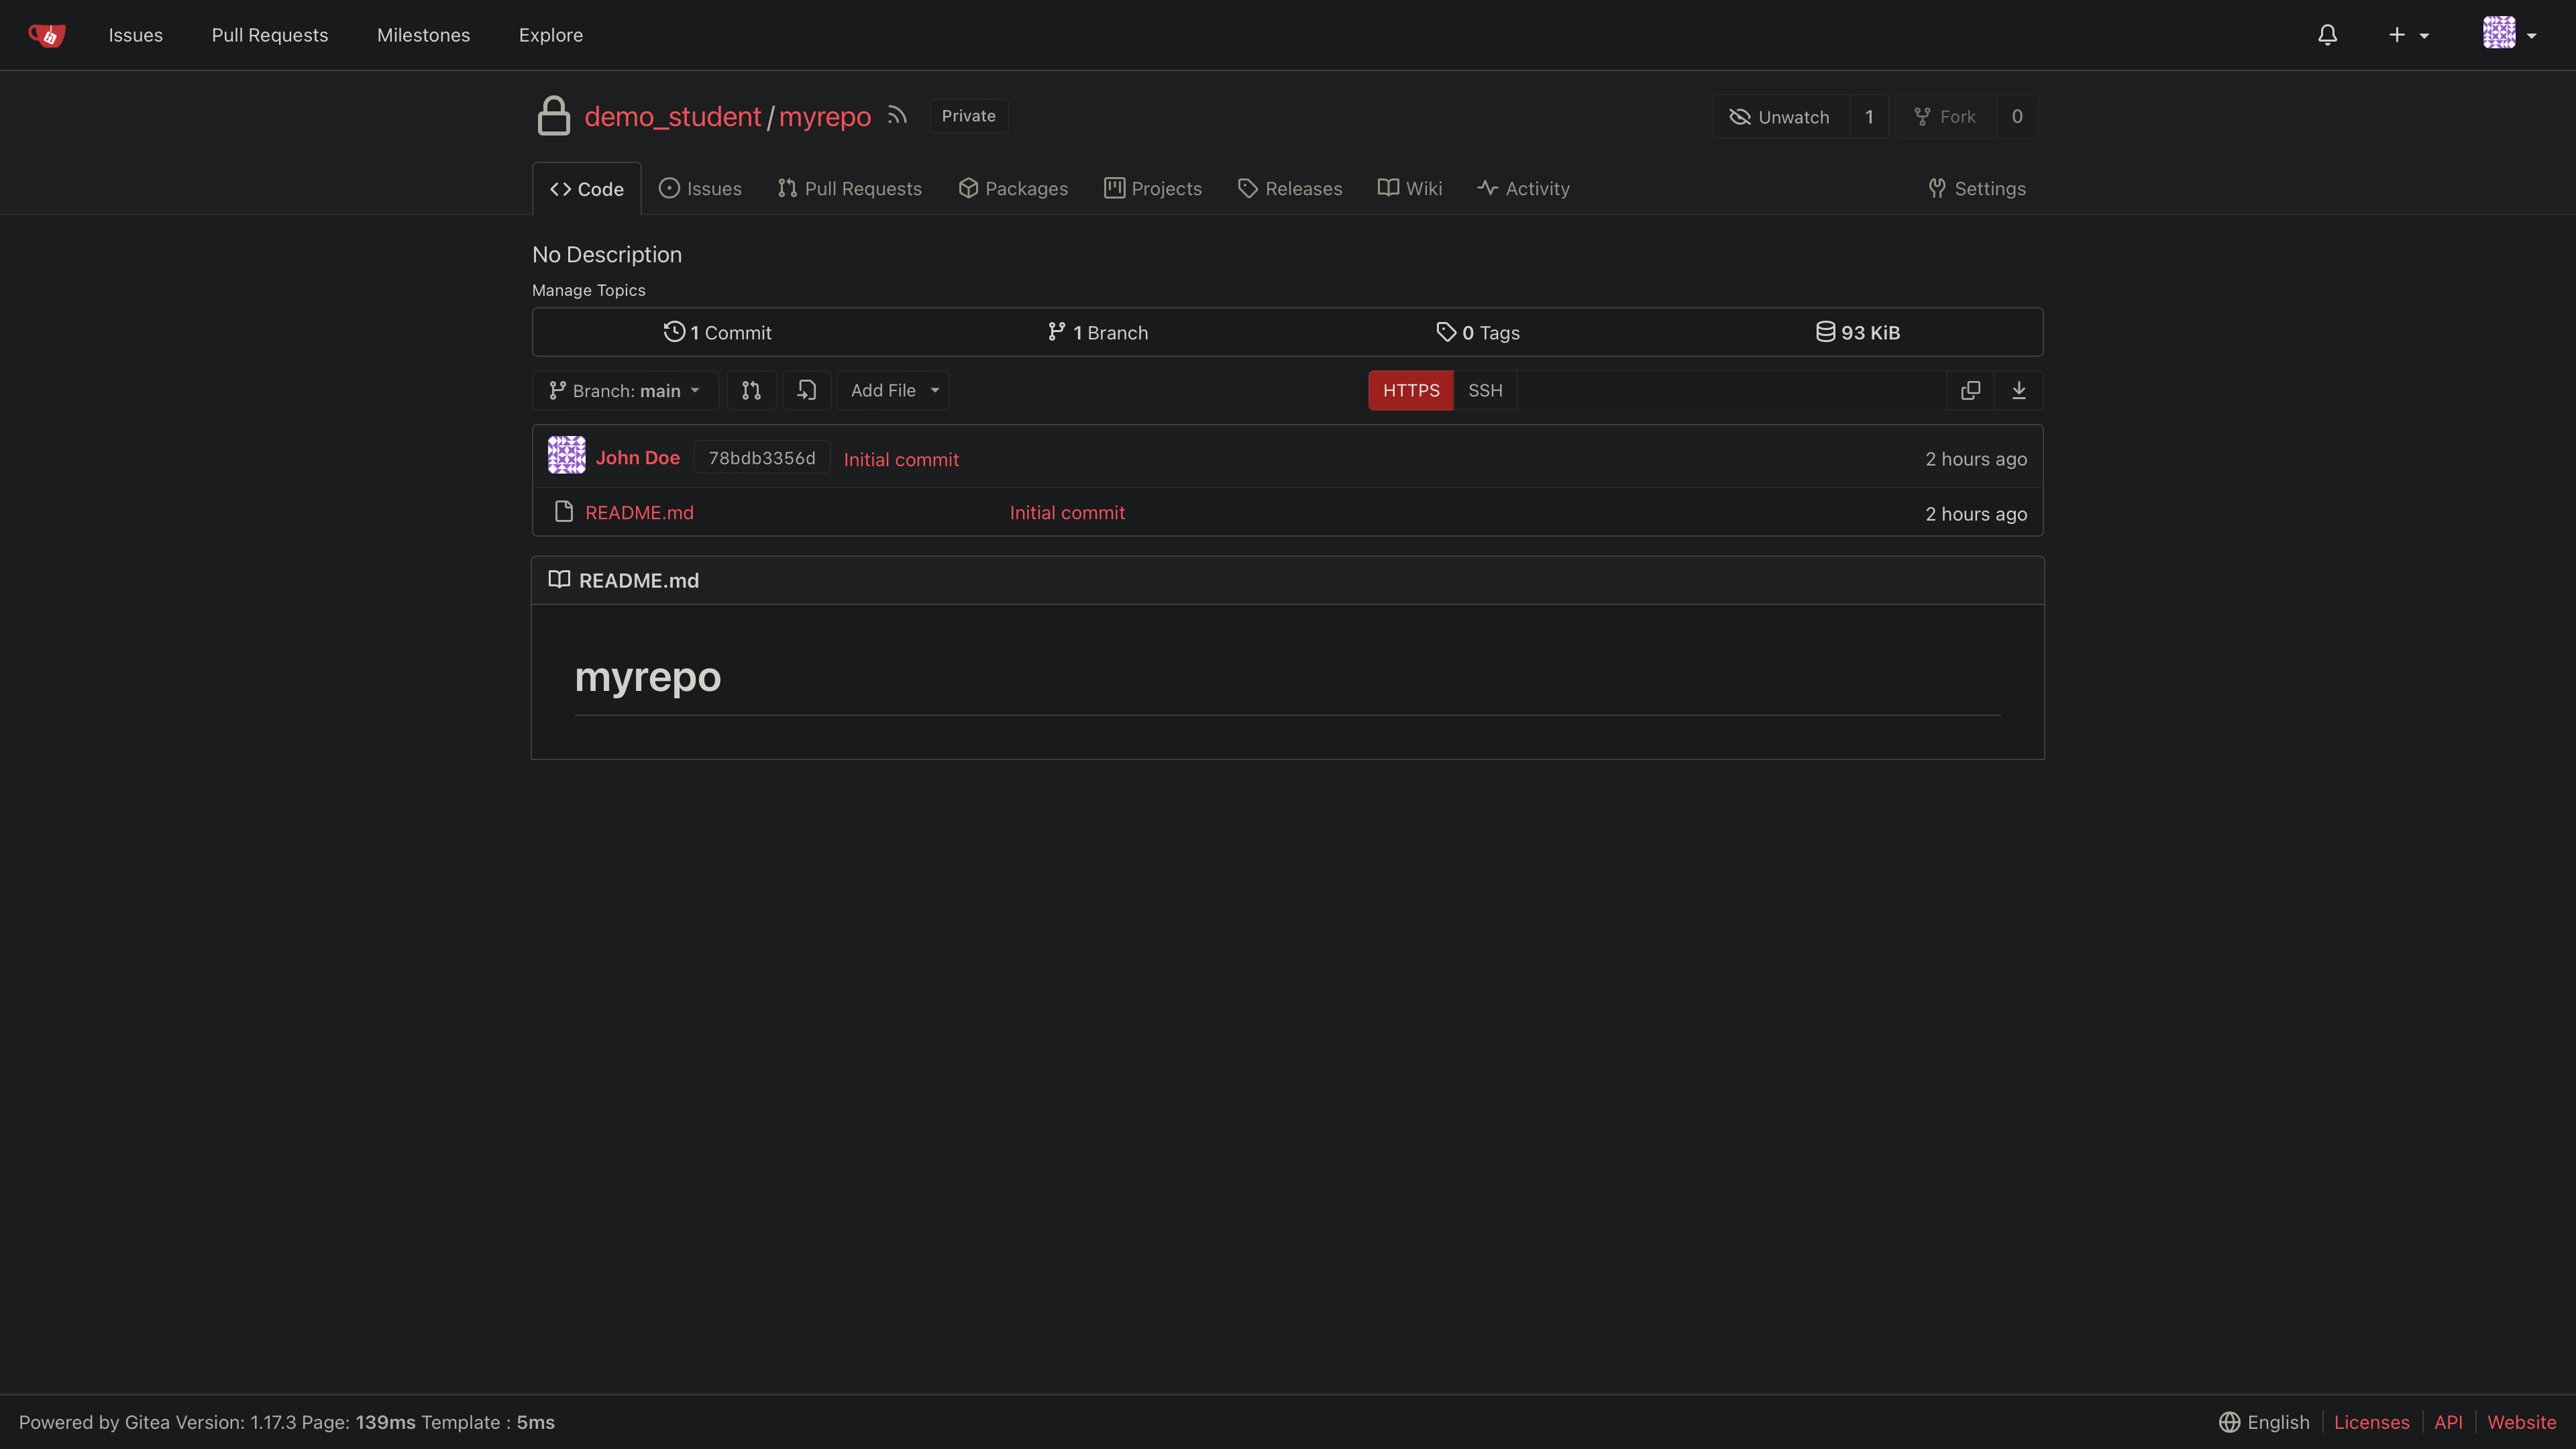 Issues Pull Requests Milestones Explore
demo_student/myrepo Private Unwatch 1 Fork 0
Code Issues Pull Requests Packages Projects Releases Wiki Activity Settings
No Description
Manage Topics
1 Commit 1 Branch 0 Tags 93 KiB
Branch: main Add File HTTPS SSH
John Doe 78bdb3356d Initial commit 2 hours ago
README.md Initial commit 2 hours ago
README.md
myrepo
Powered by Gitea Version: 1.17.3 Page: 139ms Template : 5ms English Licenses API Website